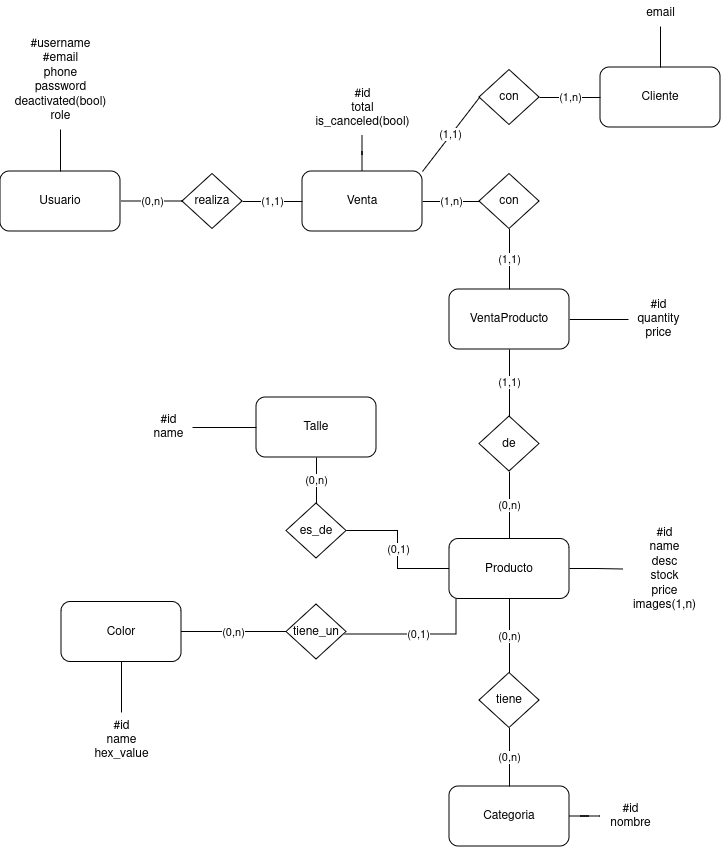 email
#username
#email
phone
password
deactivated(bool)
role
#id
total
is_canceled(bool)
con
(1,n)
Cliente
(1,1)
Usuario
(0,n)
realiza
(1,1)
Venta
(1,n)
con
(1,1)
VentaProducto
#id
quantity
price
(1,1)
#id
name
Talle
de
(0,n)
(0,n)
es_de
(0,1)
Producto
#id
name
desc
stock
price
images(1,n)
Color
(0,n)
tiene_un
(0,1)
(0,n)
#id
name
hex_value
tiene
(0,n)
Categoria
#id
nombre